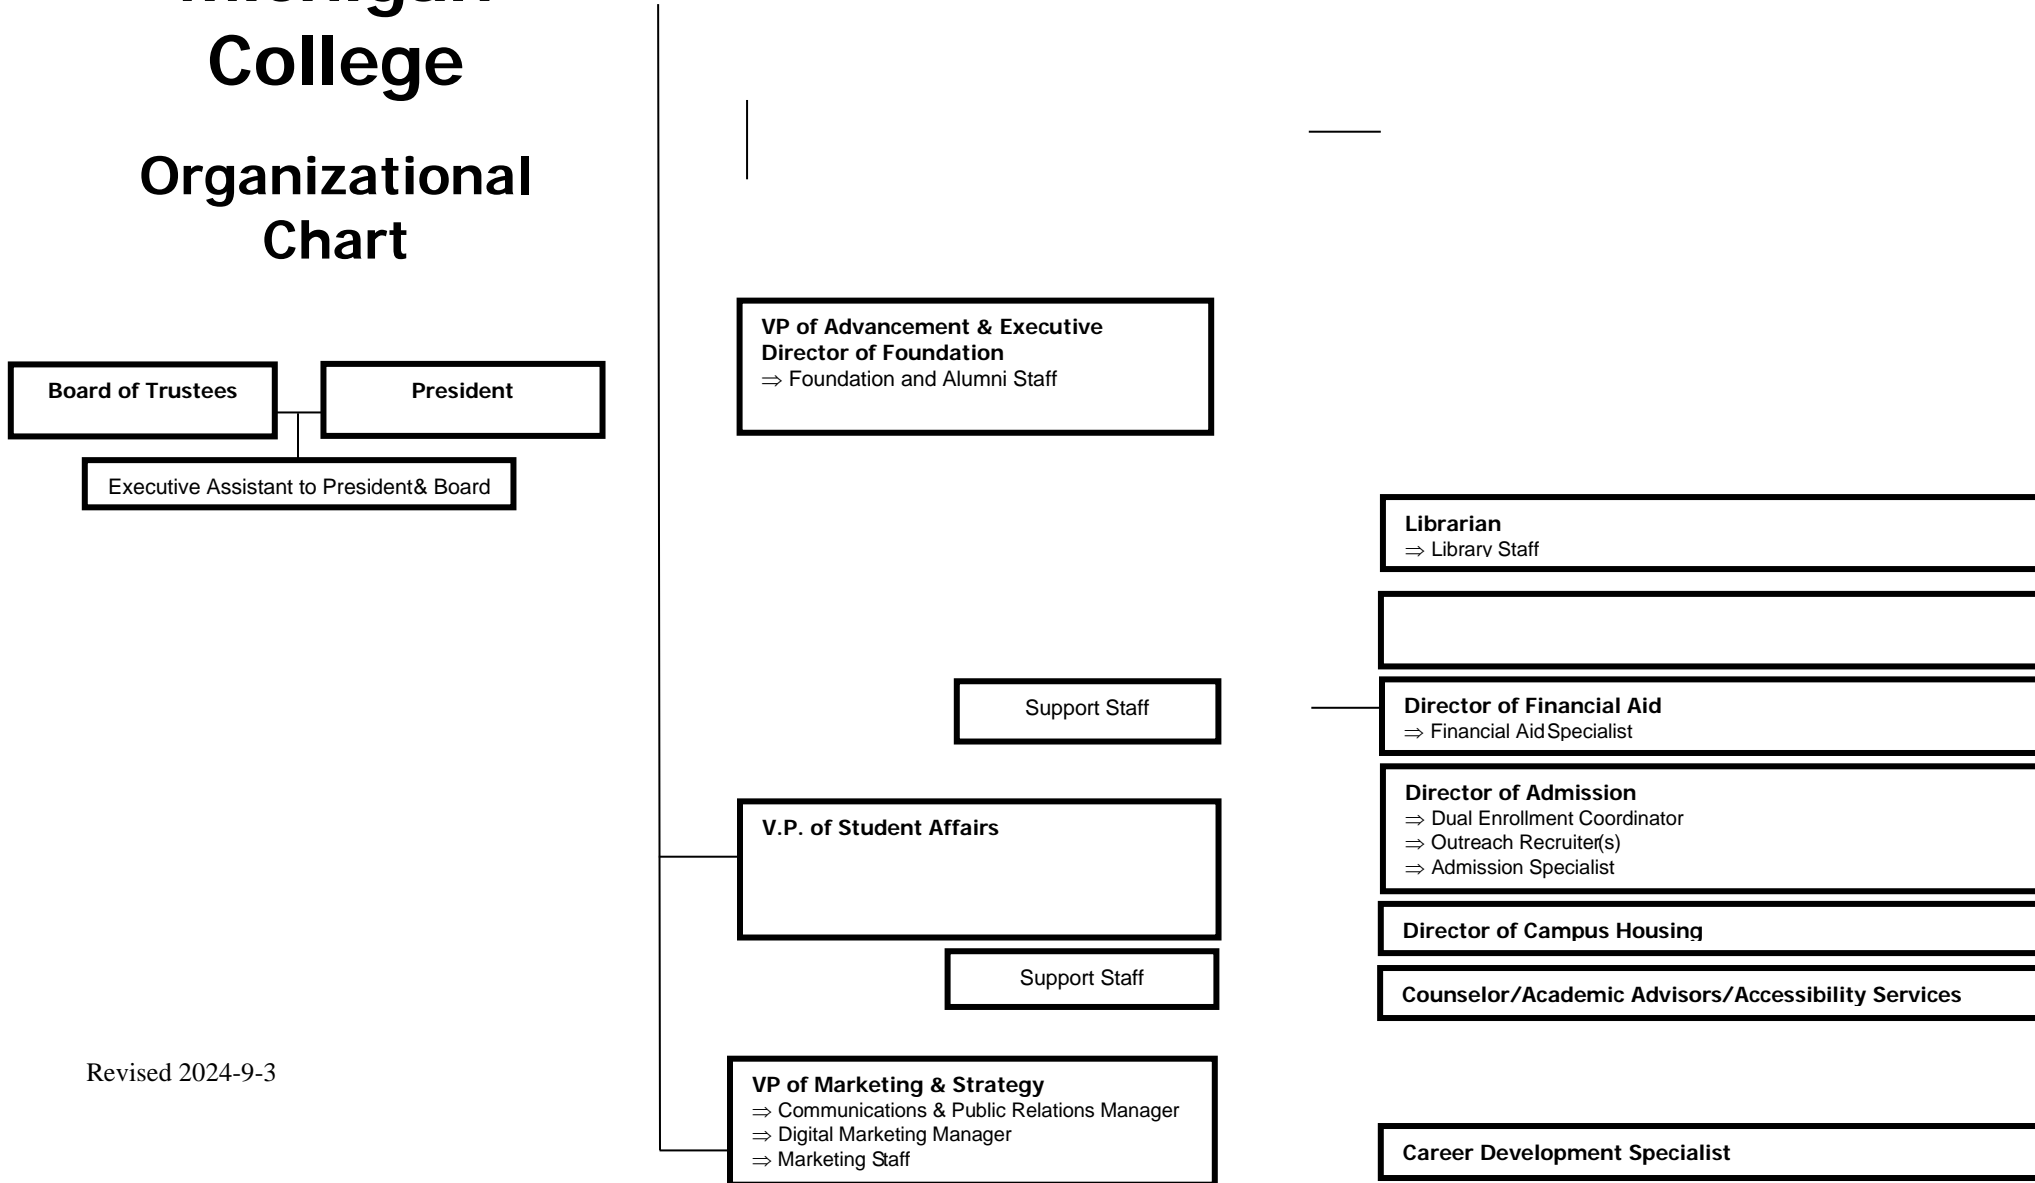 College
Organizational
Chart
Board of Trustees
President
Executive Assistant to President& Board
Revised 2024-9-3
VP of Advancement & Executive
Director of Foundation
⇒ Foundation and Alumni Staff
Support Staff
V.P. of Student Affairs
Support Staff
VP of Marketing & Strategy
⇒ Communications & Public Relations Manager
⇒ Digital Marketing Manager
⇒ Marketing Staff
Librarian
⇒ Library Staff
Director of Financial Aid
⇒ Financial Aid Specialist
Director of Admission
⇒ Dual Enrollment Coordinator
⇒ Outreach Recruiter(s)
⇒ Admission Specialist
Director of Campus Housing
Counselor/Academic Advisors/Accessibility Services
Career Development Specialist